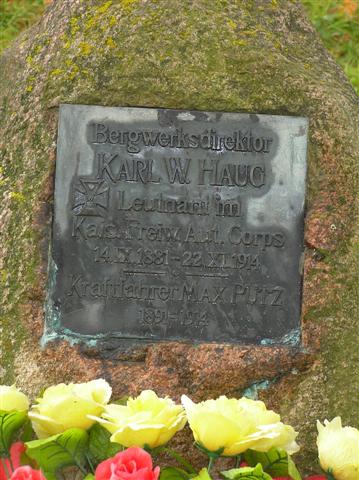 Bergwerksdirektor
KARL W. HAUG
Leutnant im
Kais. Freiw. Aut. Corps
14. IX. 1881 - 22. XI. 1914
Kraftfahrer MAX PÜTZ
1891 - 1914